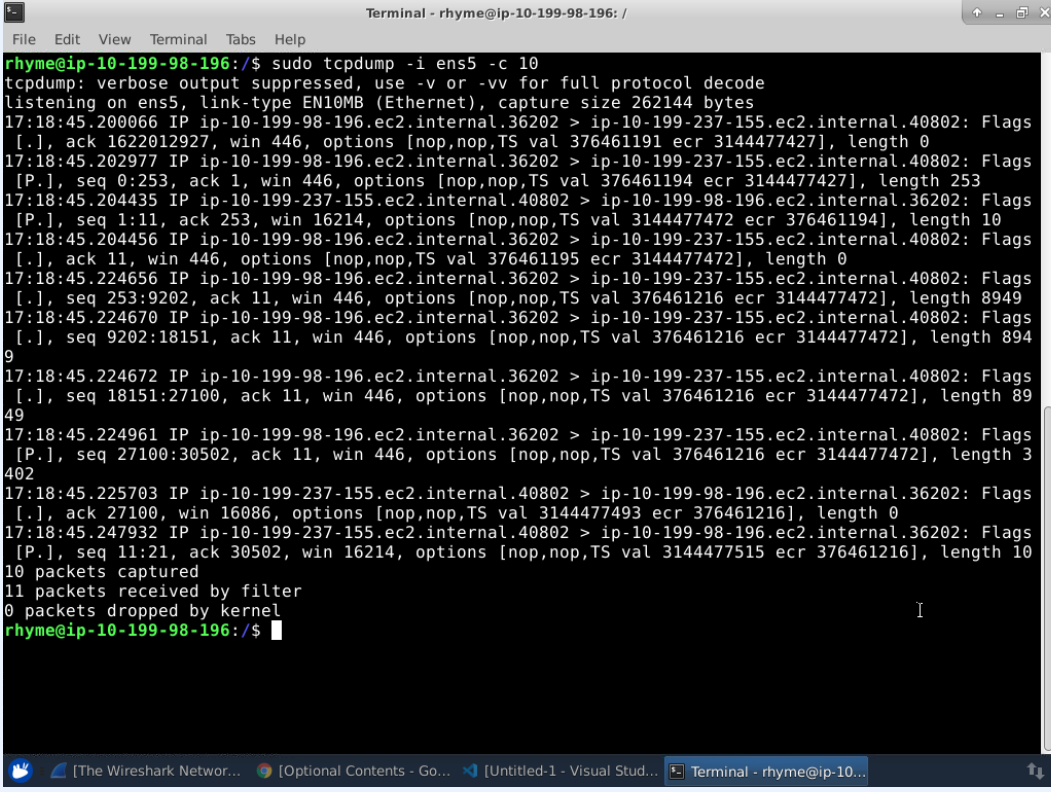 Terminal - rhyme@ip-10-199-98-196: /
File Edit View Terminal Tabs Help
rhyme@ip-10-199-98-196:/$ sudo tcpdump -i ens5 -c 10
tcpdump: verbose output suppressed, use -v or -vv for full protocol decode
listening on ens5, link-type EN10MB (Ethernet), capture size 262144 bytes
17:18:45.200066 IP ip-10-199-98-196.ec2.internal.36202 > ip-10-199-237-155.ec2.internal.40802: Flags
[.], ack 1622012927, win 446, options [nop,nop,TS val 376461191 ecr 3144477427], length 0
17:18:45.202977 IP ip-10-199-98-196.ec2.internal.36202 > ip-10-199-237-155.ec2.internal.40802: Flags
[P.], seq 0:253, ack 1, win 446, options [nop,nop,TS val 376461194 ecr 3144477427], length 253
17:18:45.204435 IP ip-10-199-237-155.ec2.internal.40802 > ip-10-199-98-196.ec2.internal.36202: Flags
[P.], seq 1:11, ack 253, win 16214, options [nop,nop,TS val 3144477472 ecr 376461194], length 10
17:18:45.204456 IP ip-10-199-98-196.ec2.internal.36202 > ip-10-199-237-155.ec2.internal.40802: Flags
[.], ack 11, win 446, options [nop,nop,TS val 376461195 ecr 3144477472], length 0
17:18:45.224656 IP ip-10-199-98-196.ec2.internal.36202 > ip-10-199-237-155.ec2.internal.40802: Flags
[.], seq 253:9202, ack 11, win 446, options [nop,nop,TS val 376461216 ecr 3144477472], length 8949
17:18:45.224670 IP ip-10-199-98-196.ec2.internal.36202 > ip-10-199-237-155.ec2.internal.40802: Flags
[.], seq 9202:18151, ack 11, win 446, options [nop,nop,TS val 376461216 ecr 3144477472], length 894
9
17:18:45.224672 IP ip-10-199-98-196.ec2.internal.36202 > ip-10-199-237-155.ec2.internal.40802: Flags
[.], seq 18151:27100, ack 11, win 446, options [nop,nop,TS val 376461216 ecr 3144477472], length 89
49
17:18:45.224961 IP ip-10-199-98-196.ec2.internal.36202 > ip-10-199-237-155.ec2.internal.40802: Flags
[P.], seq 27100:30502, ack 11, win 446, options [nop,nop,TS val 376461216 ecr 3144477472], length 3
402
17:18:45.225703 IP ip-10-199-237-155.ec2.internal.40802 > ip-10-199-98-196.ec2.internal.36202: Flags
[.], ack 27100, win 16086, options [nop,nop,TS val 3144477493 ecr 376461216], length 0
17:18:45.247932 IP ip-10-199-237-155.ec2.internal.40802 > ip-10-199-98-196.ec2.internal.36202: Flags
[P.], seq 11:21, ack 30502, win 16214, options [nop,nop,TS val 3144477515 ecr 376461216], length 10
10 packets captured
11 packets received by filter
0 packets dropped by kernel
rhyme@ip-10-199-98-196:/$
[The Wireshark Networ... [Optional Contents - Go... [Untitled-1 - Visual Stud... Terminal - rhyme@ip-10...